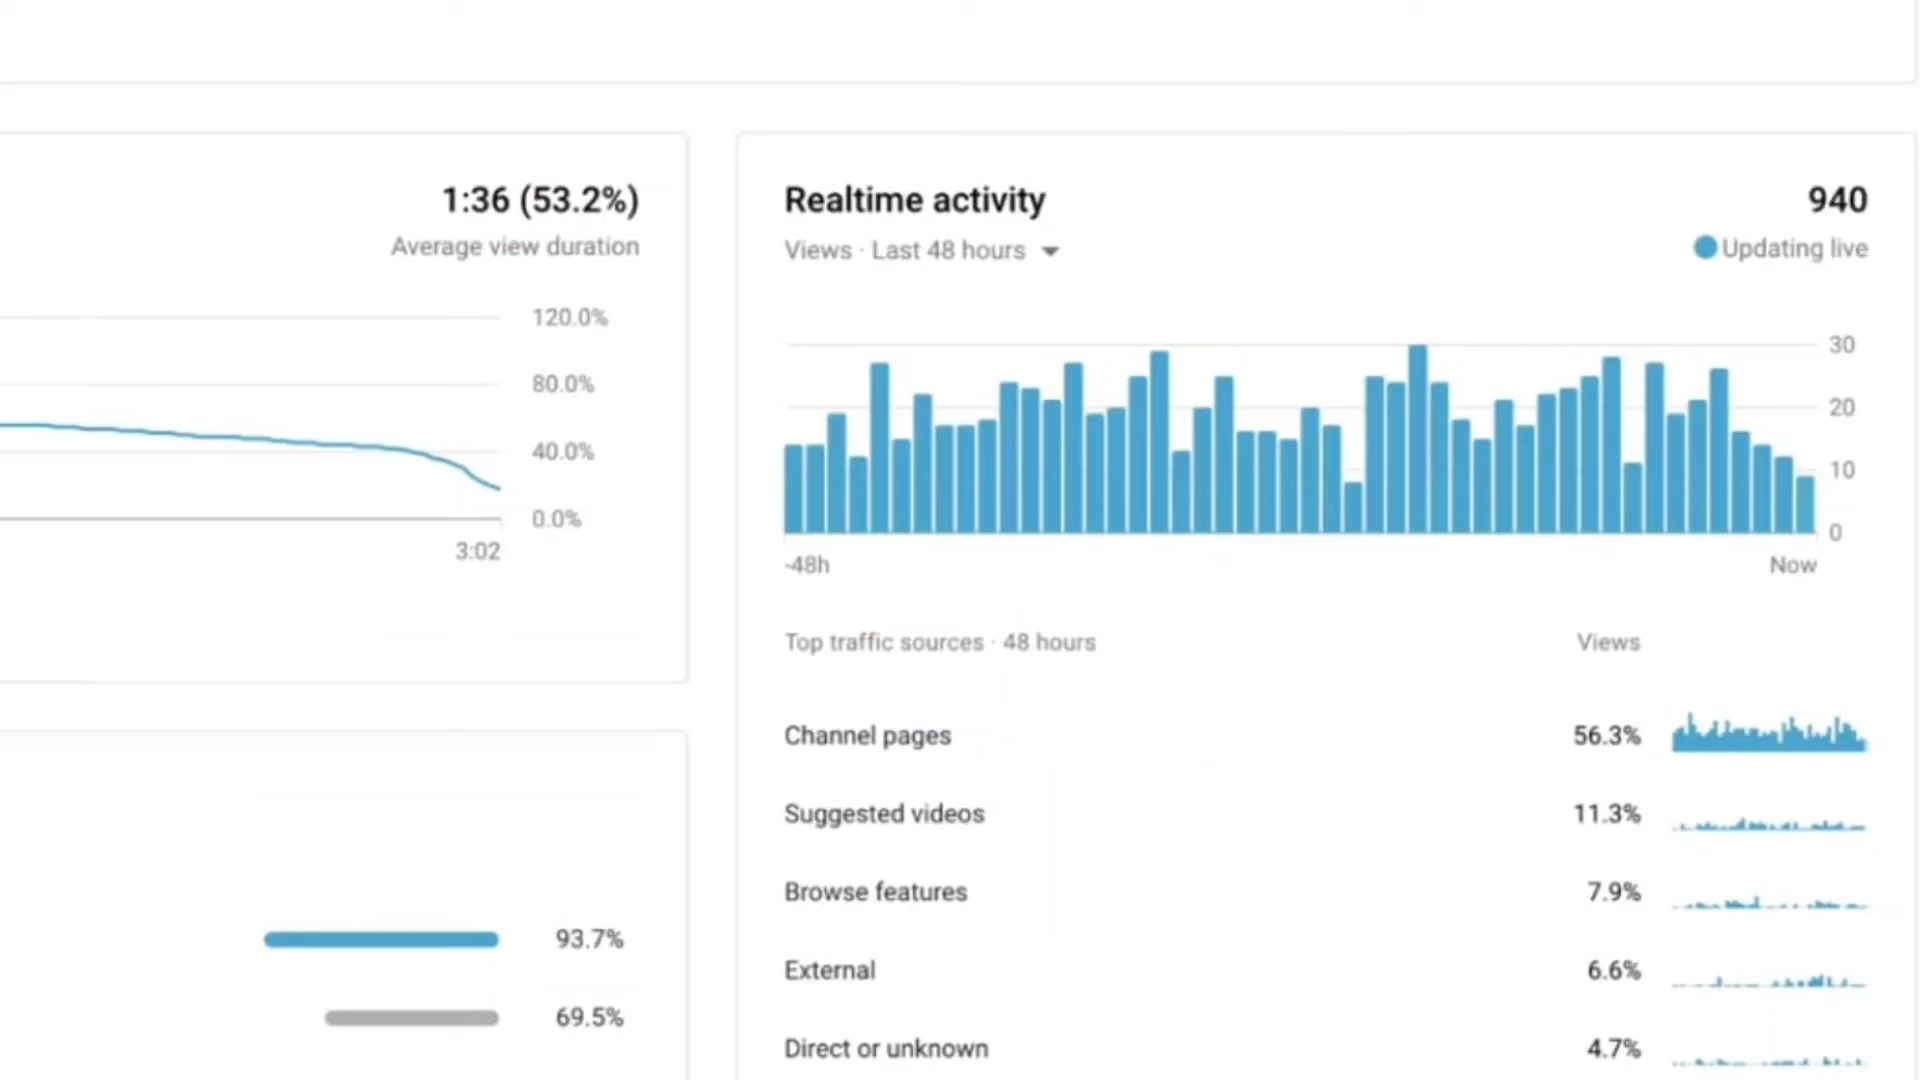 1:36 (53.2%)
Average view duration
120.0%
80.0%
40.0%
0.0%
3:02
93.7%
69.5%
Realtime activity
940
Views · Last 48 hours
Updating live
30
20
10
0
-48h
Now
Top traffic sources · 48 hours
Views
Channel pages
56.3%
Suggested videos
11.3%
Browse features
7.9%
External
6.6%
Direct or unknown
4.7%